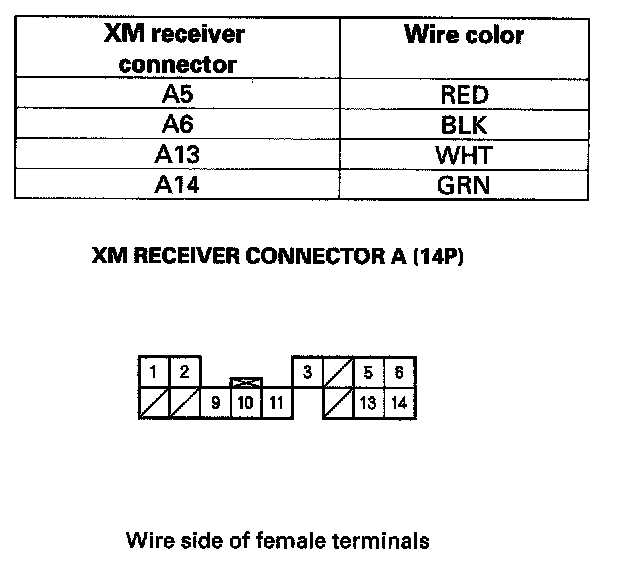 XM receiver connector Wire color
A5 RED
A6 BLK
A13 WHT
A14 GRN
XM RECEIVER CONNECTOR A (14P)
1 2 3 5 6
9 10 11 13 14
Wire side of female terminals